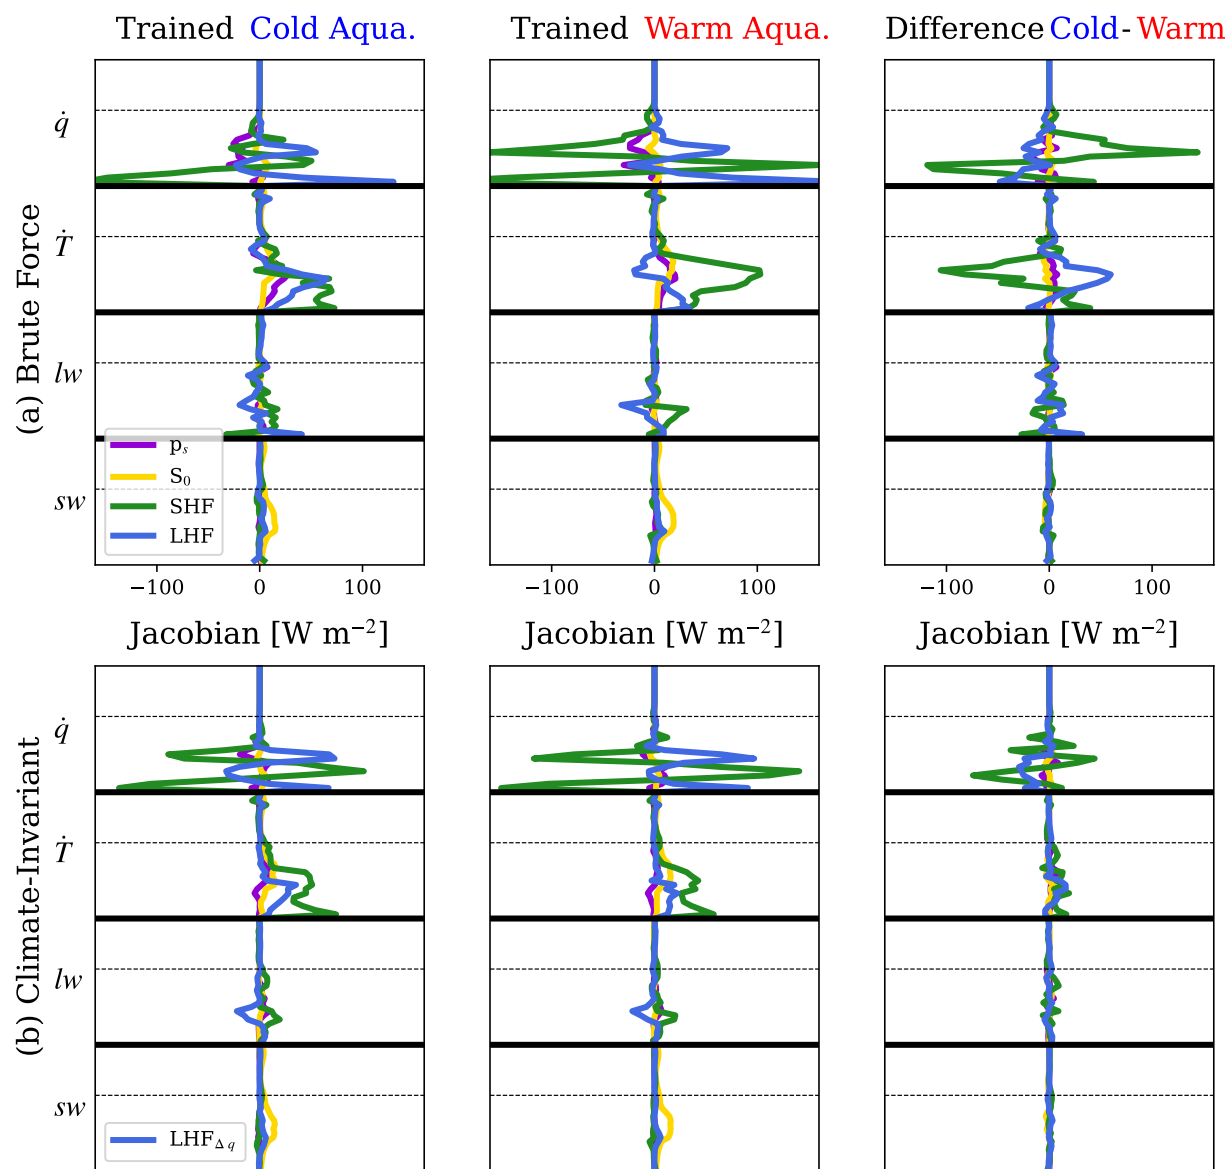 Trained Cold Aqua.
Trained Warm Aqua.
Difference Cold-Warm
(a) Brute Force
q̇
Ṫ
lw
sw
pₛ
S₀
SHF
LHF
−100 0 100
−100 0 100
−100 0 100
Jacobian [W m⁻²]
Jacobian [W m⁻²]
Jacobian [W m⁻²]
(b) Climate-Invariant
q̇
Ṫ
lw
sw
LHF_Δ q